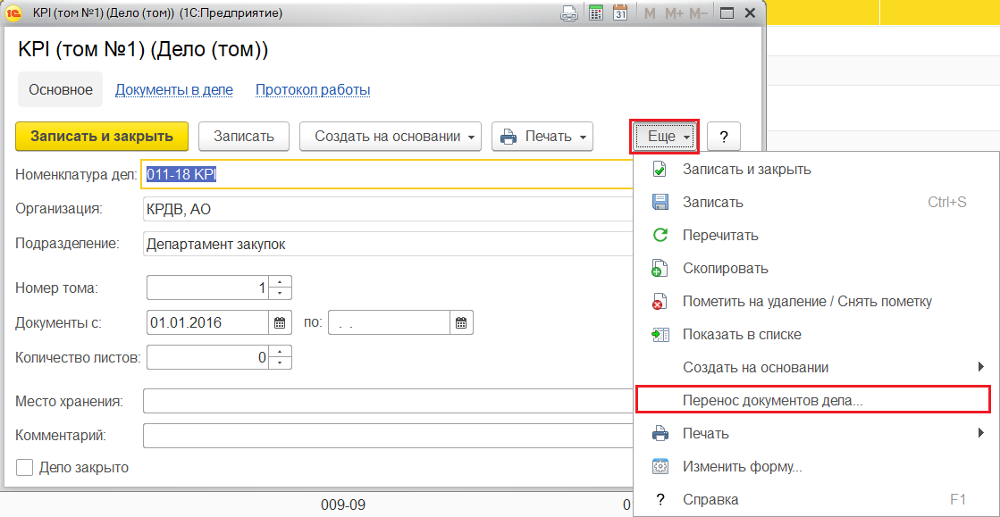 KPI (том №1) (Дело (том)) (1С:Предприятие)
M M+ M−
KPI (том №1) (Дело (том))
Основное Документы в деле Протокол работы
Записать и закрыть Записать Создать на основании Печать Еще ?
Номенклатура дел: 011-18 KPI
Организация: КРДВ, АО
Подразделение: Департамент закупок
Номер тома: 1
Документы с: 01.01.2016 по: . .
Количество листов: 0
Место хранения:
Комментарий:
Дело закрыто
Записать и закрыть
Записать Ctrl+S
Перечитать
Скопировать
Пометить на удаление / Снять пометку
Показать в списке
Создать на основании
Перенос документов дела...
Печать
Изменить форму...
? Справка F1
009-09